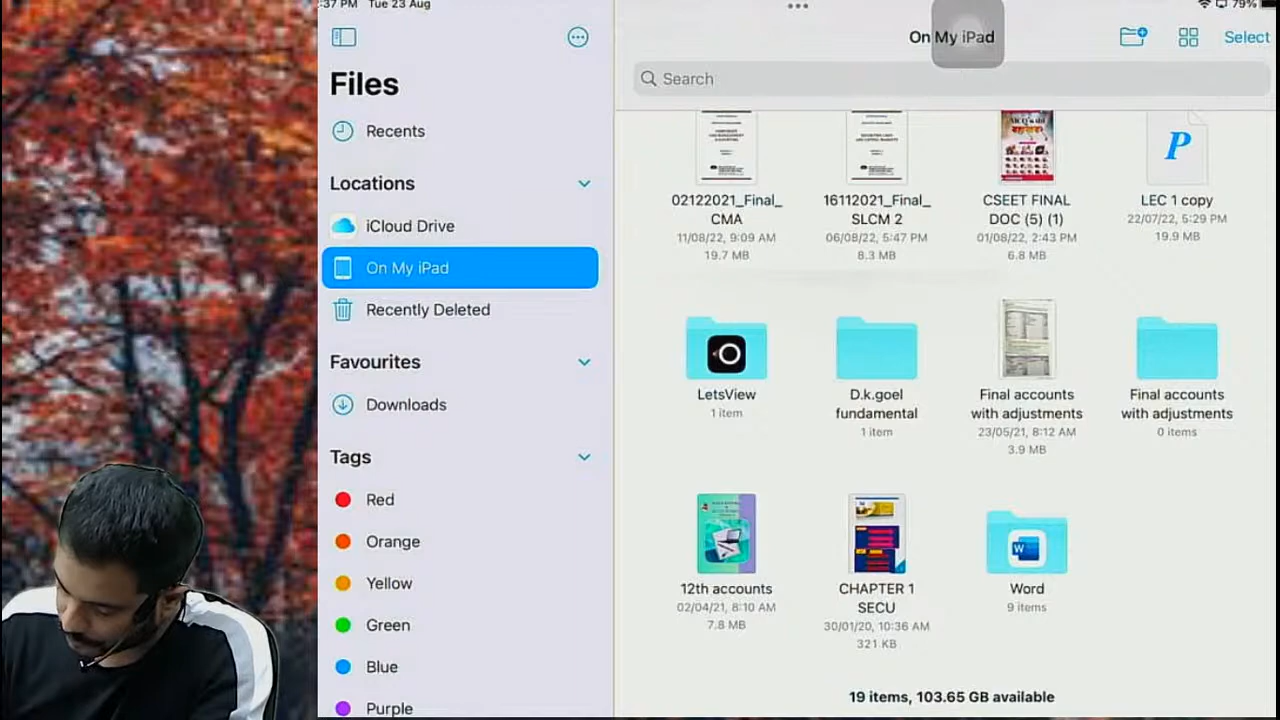 :37 PM Tue 23 Aug
79%
Files
Recents
Locations
iCloud Drive
On My iPad
Recently Deleted
Favourites
Downloads
Tags
Red
Orange
Yellow
Green
Blue
Purple
On My iPad
Select
Search
02122021_Final_
CMA
11/08/22, 9:09 AM
19.7 MB
16112021_Final_
SLCM 2
06/08/22, 5:47 PM
8.3 MB
CSEET FINAL
DOC (5) (1)
01/08/22, 2:43 PM
6.8 MB
P
LEC 1 copy
22/07/22, 5:29 PM
19.9 MB
LetsView
1 item
D.k.goel
fundamental
1 item
Final accounts
with adjustments
23/05/21, 8:12 AM
3.9 MB
Final accounts
with adjustments
0 items
12th accounts
02/04/21, 8:10 AM
7.8 MB
CHAPTER 1
SECU
30/01/20, 10:36 AM
321 KB
W
Word
9 items
19 items, 103.65 GB available